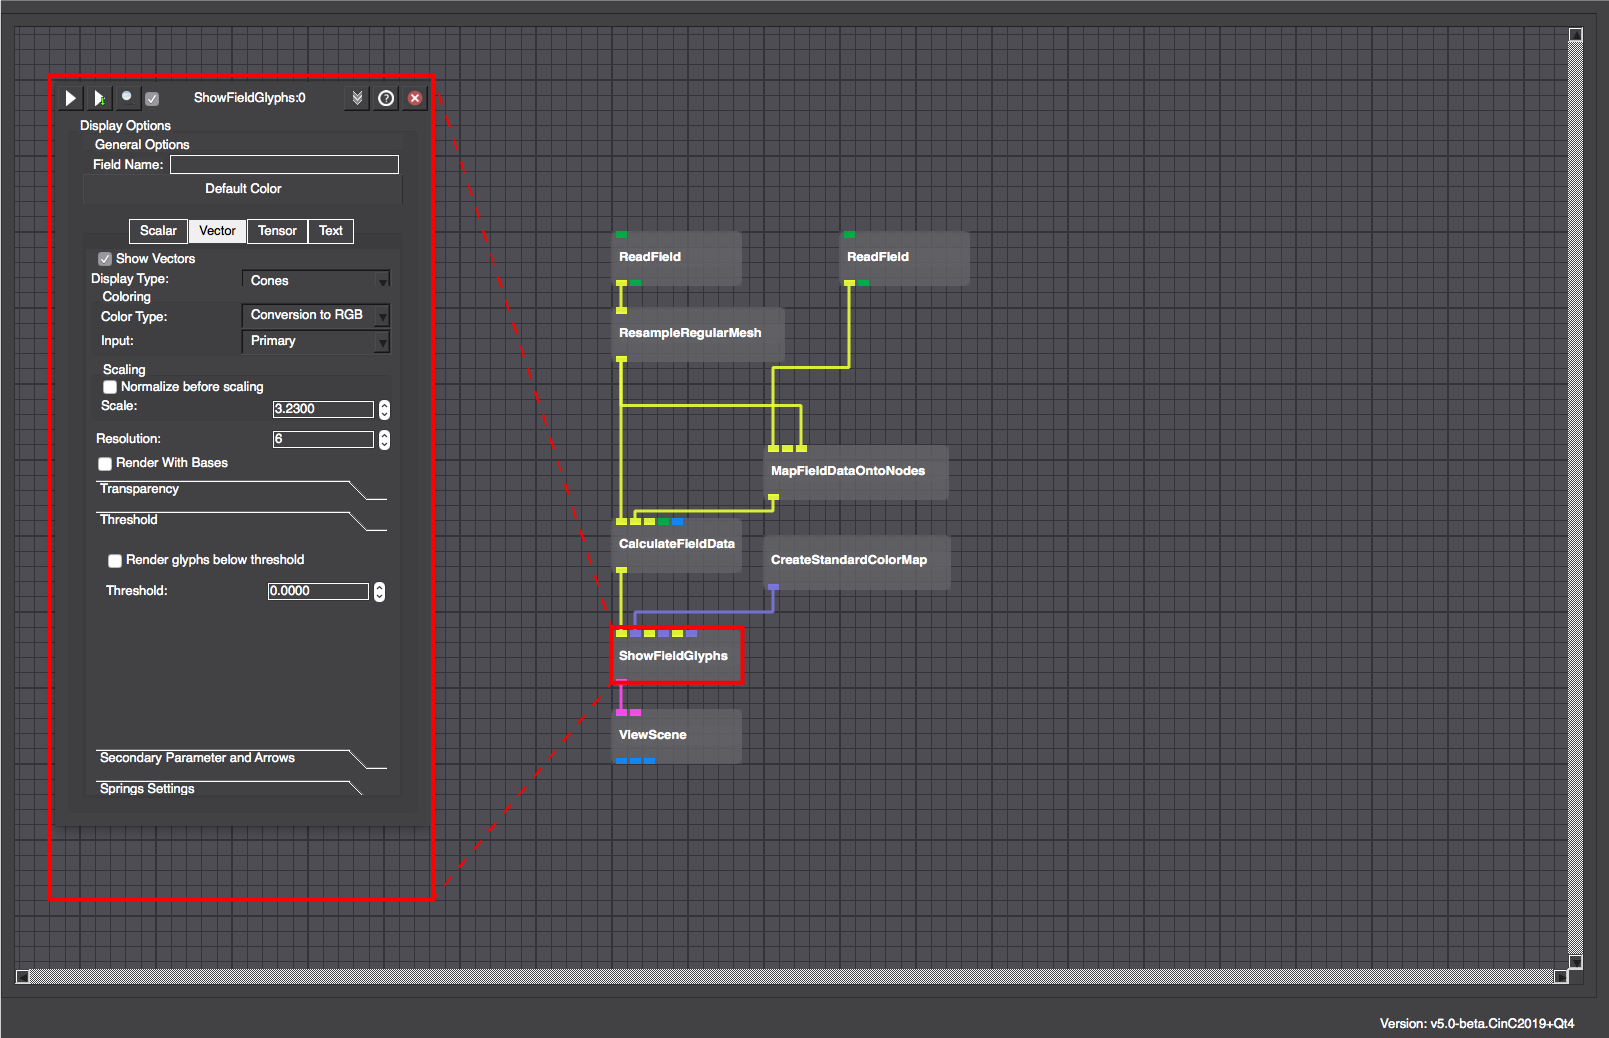 ShowFieldGlyphs:0
Display Options
General Options
Field Name:
Default Color
Scalar Vector Tensor Text
Show Vectors
Display Type: Cones
Coloring
Color Type: Conversion to RGB
Input: Primary
Scaling
Normalize before scaling
Scale: 3.2300
Resolution: 6
Render With Bases
Transparency
Threshold
Render glyphs below threshold
Threshold: 0.0000
Secondary Parameter and Arrows
Springs Settings
ReadField
ReadField
ResampleRegularMesh
MapFieldDataOntoNodes
CalculateFieldData
CreateStandardColorMap
ShowFieldGlyphs
ViewScene
Version: v5.0-beta.CinC2019+Qt4